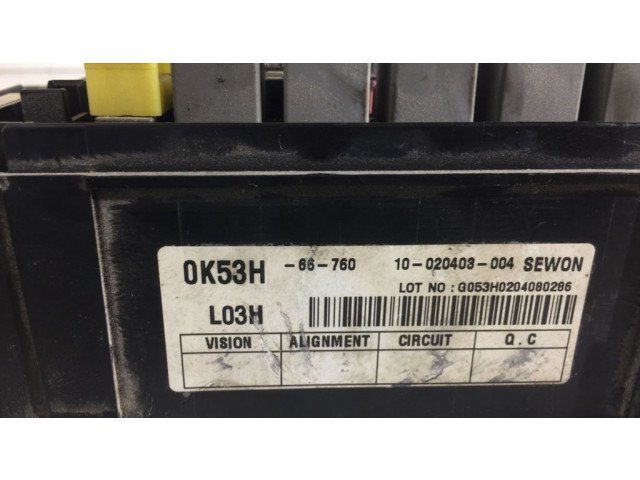 0K53H -66-760 10-020403-004 SEWON
LOT NO : G053H0204080286
L03H
VISION ALIGNMENT CIRCUIT Q.C